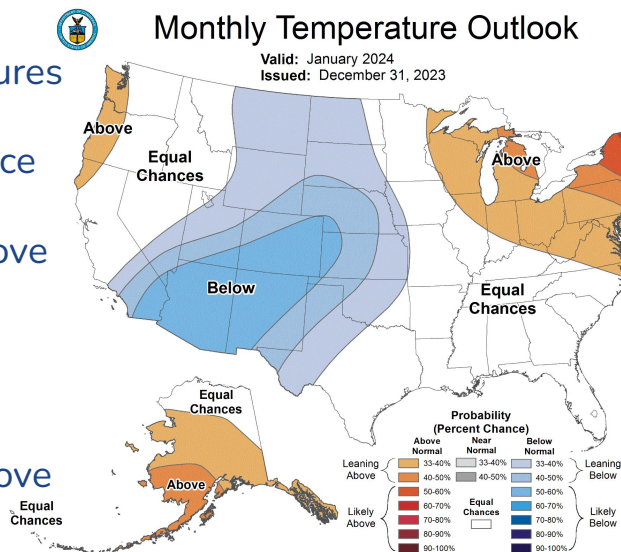 Monthly Temperature Outlook
Valid: January 2024
Issued: December 31, 2023
ures
ce
ove
ove
Above
Equal
Chances
Above
Below
Equal
Chances
Equal
Chances
Above
Equal
Chances
Probability
(Percent Chance)
Above
Normal
Near
Normal
Below
Normal
Leaning
Above
33-40%
33-40%
33-40%
Leaning
Below
40-50%
40-50%
40-50%
Likely
Above
50-60%
50-60%
Likely
Below
60-70%
Equal
Chances
60-70%
70-80%
70-80%
80-90%
80-90%
90-100%
90-100%